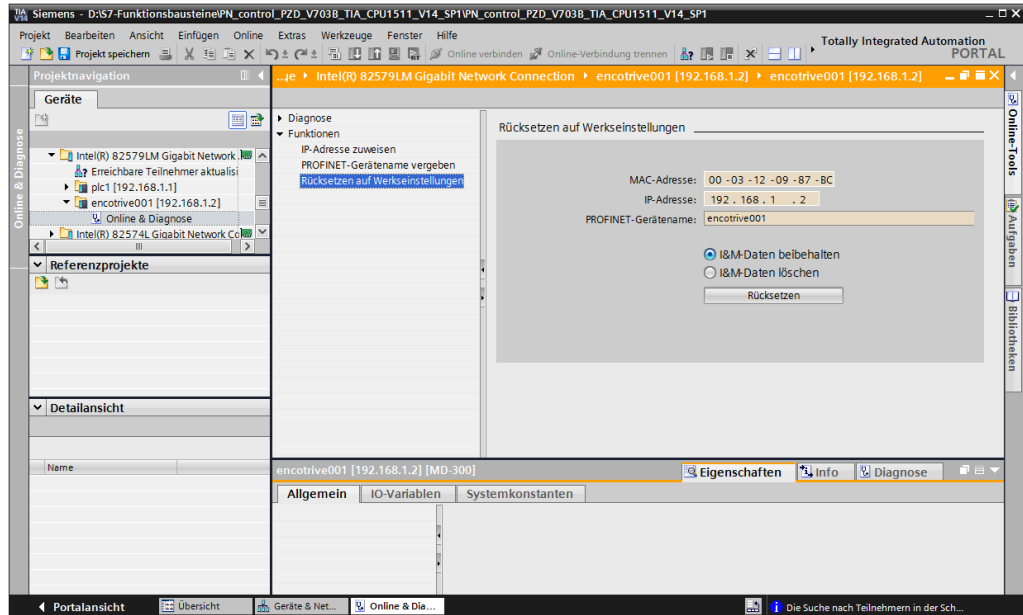 Siemens - D:\S7-Funktionsbausteine\PN_control_PZD_V703B_TIA_CPU1511_V14_SP1\PN_control_PZD_V703B_TIA_CPU1511_V14_SP1
TIA V14
Projekt Bearbeiten Ansicht Einfügen Online Extras Werkzeuge Fenster Hilfe
Projekt speichern
Online verbinden
Online-Verbindung trennen
Totally Integrated Automation
PORTAL
Projektnavigation
...je Intel(R) 82579LM Gigabit Network Connection encotrive001 [192.168.1.2] encotrive001 [192.168.1.2]
Geräte
Online & Diagnose
Intel(R) 82579LM Gigabit Network
Erreichbare Teilnehmer aktualisi
plc1 [192.168.1.1]
encotrive001 [192.168.1.2]
Online & Diagnose
Intel(R) 82574L Gigabit Network Co
Referenzprojekte
Detailansicht
Name
Diagnose
Funktionen
IP-Adresse zuweisen
PROFINET-Gerätename vergeben
Rücksetzen auf Werkseinstellungen
Rücksetzen auf Werkseinstellungen
MAC-Adresse: 00 -03 -12 -09 -87 -BC
IP-Adresse: 192 . 168 . 1 . 2
PROFINET-Gerätename: encotrive001
I&M-Daten beibehalten
I&M-Daten löschen
Rücksetzen
Online-Tools
Aufgaben
Bibliotheken
encotrive001 [192.168.1.2] [MD-300]
Eigenschaften
Info
Diagnose
Allgemein
IO-Variablen
Systemkonstanten
Portalansicht
Übersicht
Geräte & Net...
Online & Dia...
Die Suche nach Teilnehmern in der Sch...